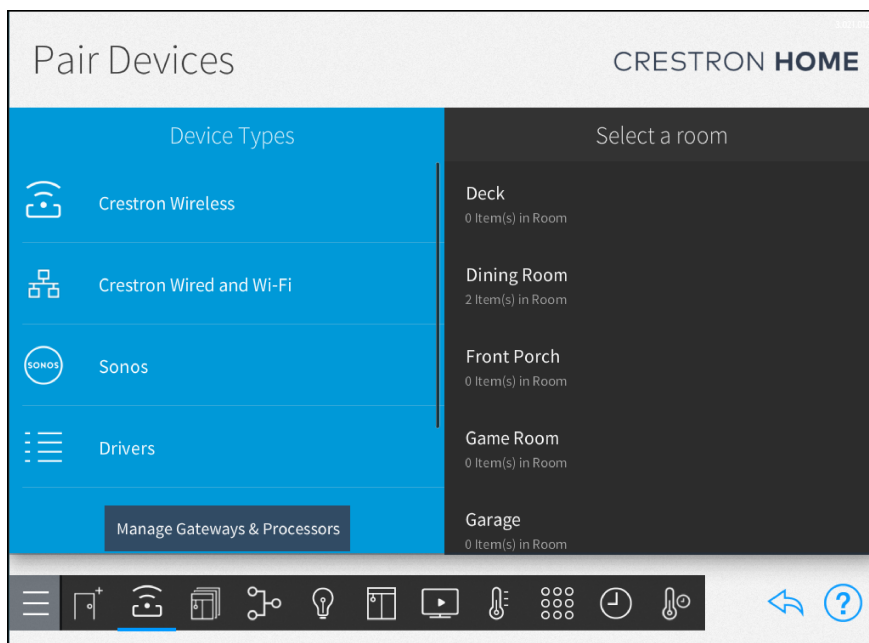 Pair Devices
CRESTRON HOME
Device Types
Crestron Wireless
Crestron Wired and Wi-Fi
SONOS
Sonos
Drivers
Manage Gateways & Processors
Select a room
Deck
0 Item(s) in Room
Dining Room
2 Item(s) in Room
Front Porch
0 Item(s) in Room
Game Room
0 Item(s) in Room
Garage
0 Item(s) in Room
?